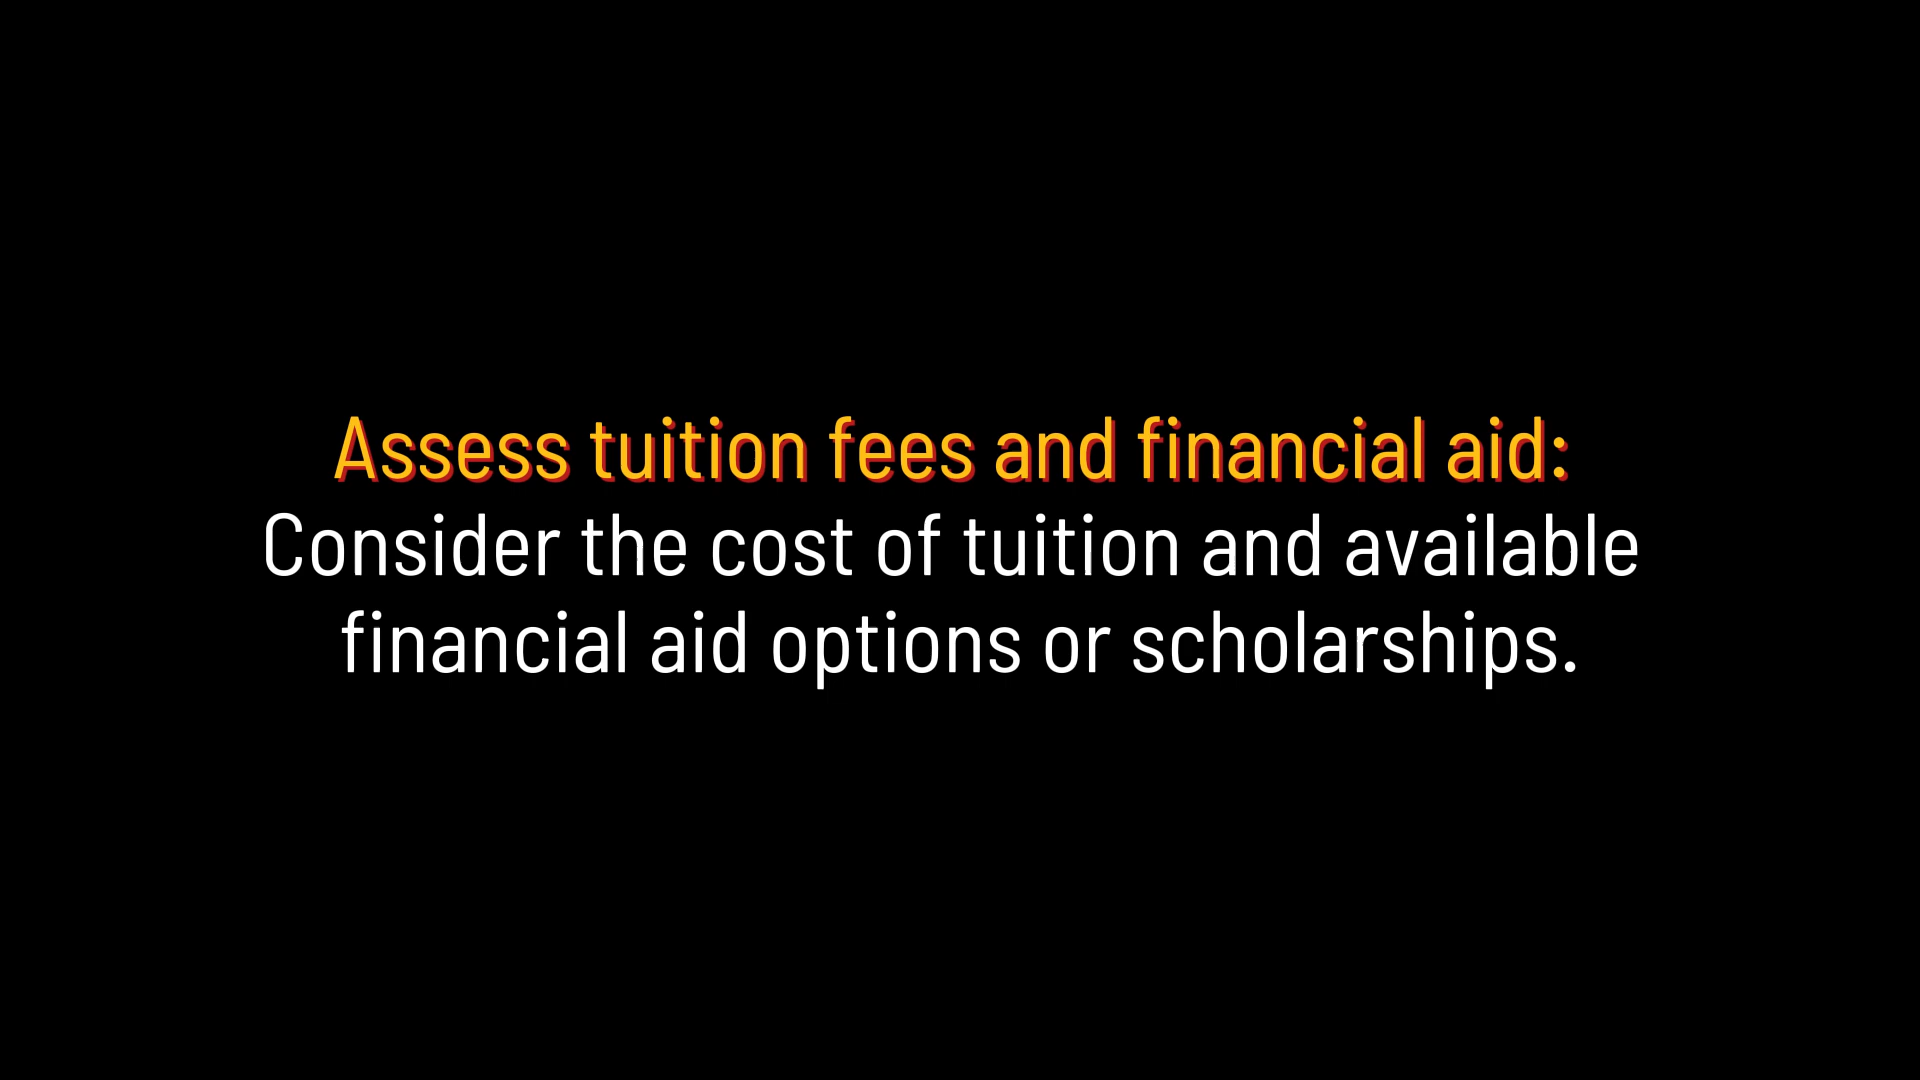 Assess tuition fees and financial aid:
Consider the cost of tuition and available
financial aid options or scholarships.